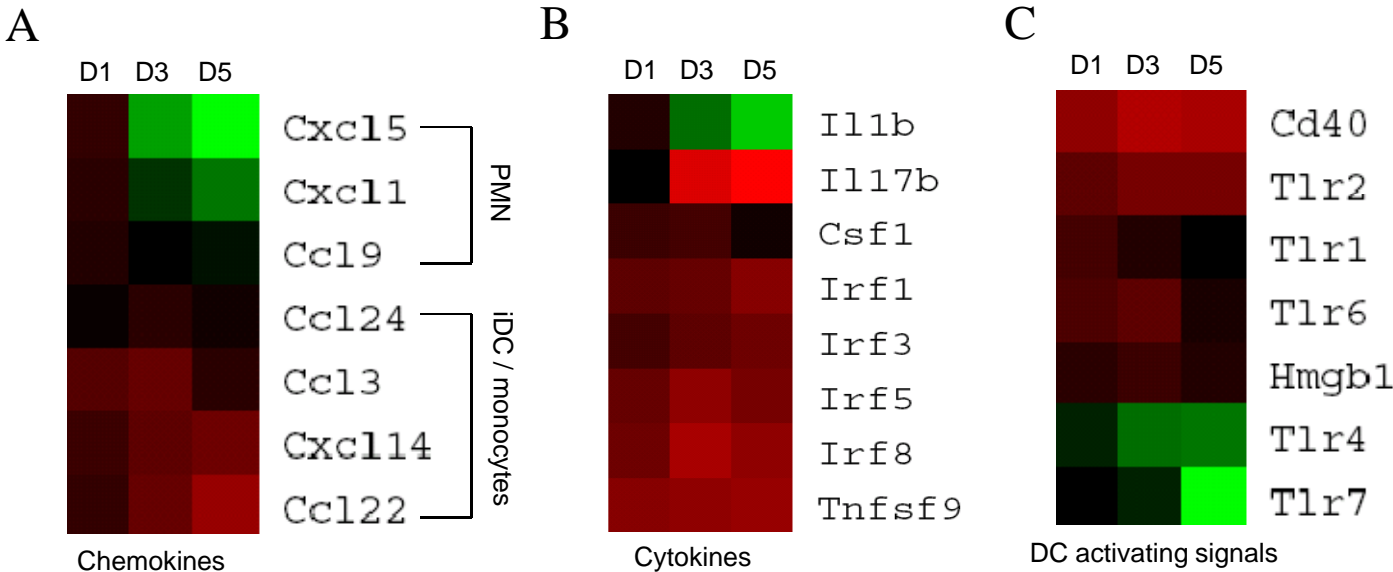 A
D1 D3 D5
Cxcl5
Cxcl1
Ccl9
Ccl24
Ccl3
Cxcl14
Ccl22
PMN
iDC / monocytes
Chemokines
B
D1 D3 D5
Il1b
Il17b
Csf1
Irf1
Irf3
Irf5
Irf8
Tnfsf9
Cytokines
C
D1 D3 D5
Cd40
Tlr2
Tlr1
Tlr6
Hmgb1
Tlr4
Tlr7
DC activating signals